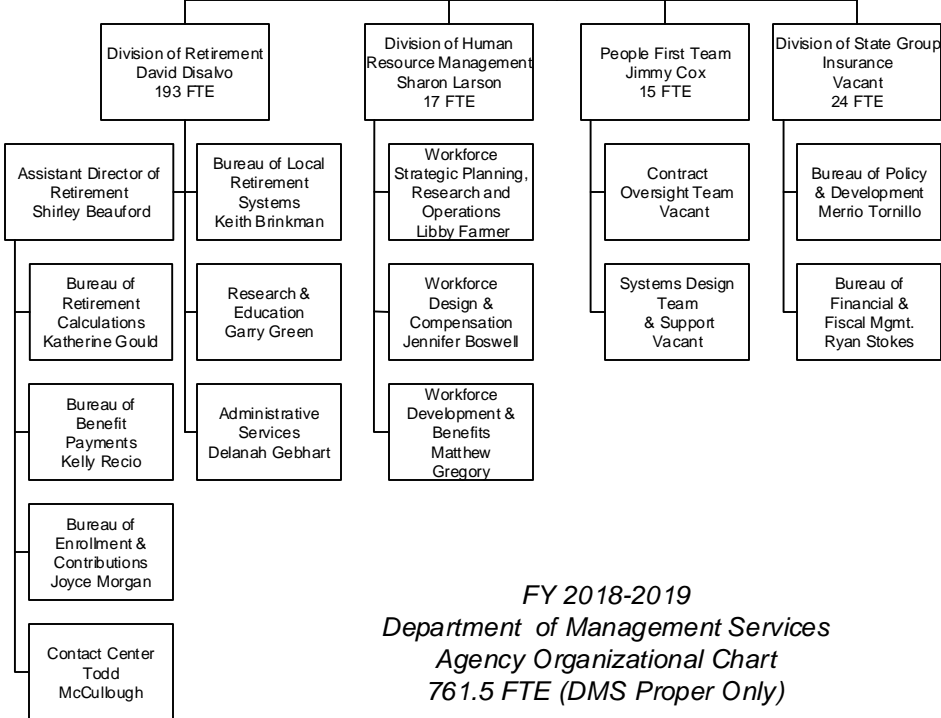 Division of Retirement
David Disalvo
193 FTE
Division of Human
Resource Management
Sharon Larson
17 FTE
People First Team
Jimmy Cox
15 FTE
Division of State Group
Insurance
Vacant
24 FTE
Assistant Director of
Retirement
Shirley Beauford
Bureau of Local
Retirement
Systems
Keith Brinkman
Workforce
Strategic Planning,
Research and
Operations
Libby Farmer
Contract
Oversight Team
Vacant
Bureau of Policy
& Development
Merrio Tornillo
Bureau of
Retirement
Calculations
Katherine Gould
Research &
Education
Garry Green
Workforce
Design &
Compensation
Jennifer Boswell
Systems Design
Team
& Support
Vacant
Bureau of
Financial &
Fiscal Mgmt.
Ryan Stokes
Bureau of
Benefit
Payments
Kelly Recio
Administrative
Services
Delanah Gebhart
Workforce
Development &
Benefits
Matthew
Gregory
Bureau of
Enrollment &
Contributions
Joyce Morgan
Contact Center
Todd
McCullough
FY 2018-2019
Department of Management Services
Agency Organizational Chart
761.5 FTE (DMS Proper Only)